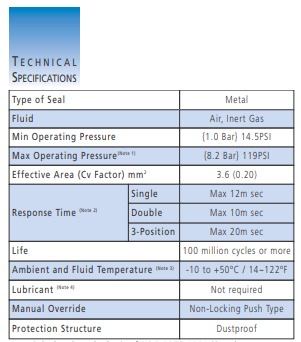 TECHNICAL
SPECIFICATIONS
Type of Seal Metal
Fluid Air, Inert Gas
Min Operating Pressure {1.0 Bar} 14.5PSI
Max Operating Pressure (Note 1) {8.2 Bar} 119PSI
Effective Area (Cv Factor) mm² 3.6 (0.20)
Response Time (Note 2) Single Max 12m sec
Double Max 10m sec
3-Position Max 20m sec
Life 100 million cycles or more
Ambient and Fluid Temperature (Note 3) -10 to +50°C / 14~122°F
Lubricant (Note 4) Not required
Manual Override Non-Locking Push Type
Protection Structure Dustproof